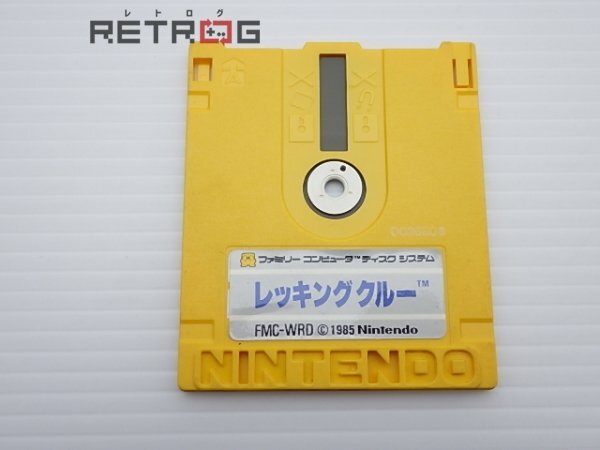 レトログ
RETROG
ファミリー コンピュータ™ ディスク システム
レッキングクルー™
FMC-WRD © 1985 Nintendo
NINTENDO